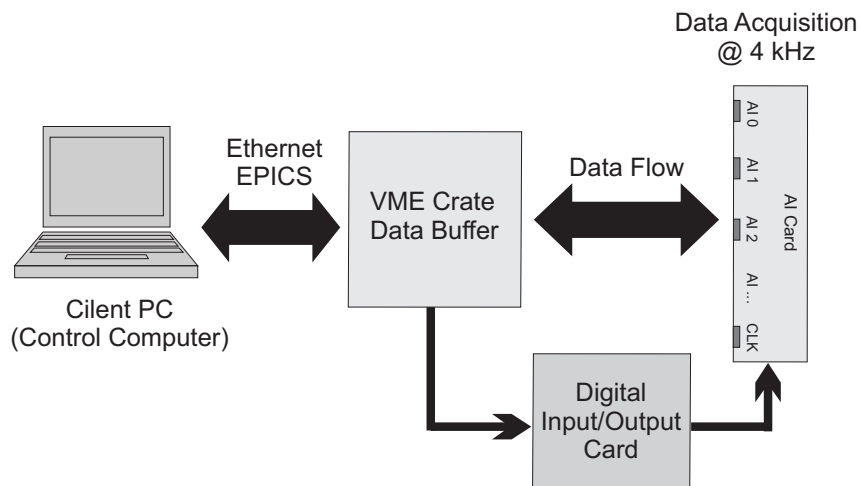 Data Acquisition
@ 4 kHz
Ethernet
EPICS
VME Crate
Data Buffer
Data Flow
AI 0
AI 1
AI 2
AI ...
CLK
AI Card
Cilent PC
(Control Computer)
Digital
Input/Output
Card